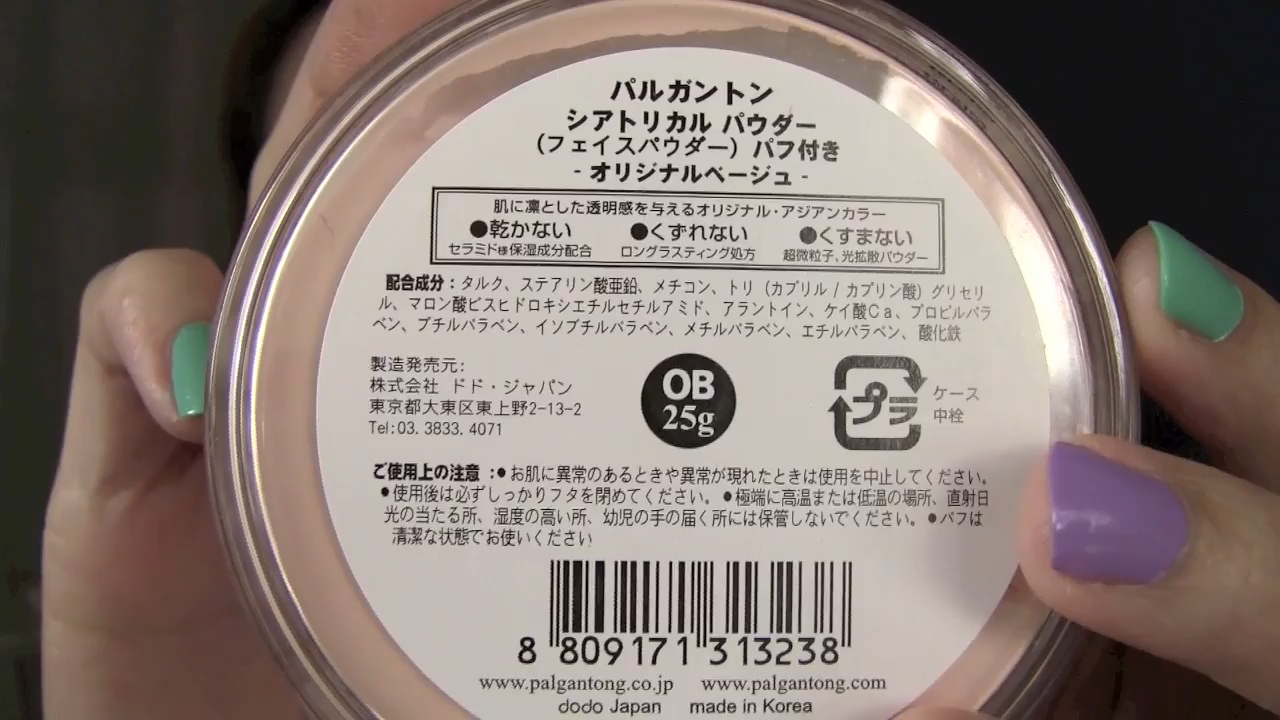 パルガントン
シアトリカル パウダー
(フェイスパウダー) パフ付き
- オリジナルベージュ -
肌に凛とした透明感を与えるオリジナル・アジアンカラー
●乾かない ●くずれない ●くすまない
セラミド様保湿成分配合 ロングラスティング処方 超微粒子、光拡散パウダー
配合成分：タルク、ステアリン酸亜鉛、メチコン、トリ（カプリル / カプリン酸）グリセリ
ル、マロン酸ビスヒドロキシエチルセチルアミド、アラントイン、ケイ酸Ca、プロピルパラ
ベン、ブチルパラベン、イソブチルパラベン、メチルパラベン、エチルパラベン、酸化鉄
製造発売元:
株式会社 ドド・ジャパン
東京都大東区東上野2-13-2
Tel:03. 3833. 4071
OB
25g
プラ
ケース
中栓
ご使用上の注意 :●お肌に異常のあるときや異常が現れたときは使用を中止してください。
●使用後は必ずしっかりフタを閉めてください。●極端に高温または低温の場所、直射日
光の当たる所、湿度の高い所、幼児の手の届く所には保管しないでください。●パフは
清潔な状態でお使いください
8 809171 313238
www.palgantong.co.jp www.palgantong.com
dodo Japan made in Korea